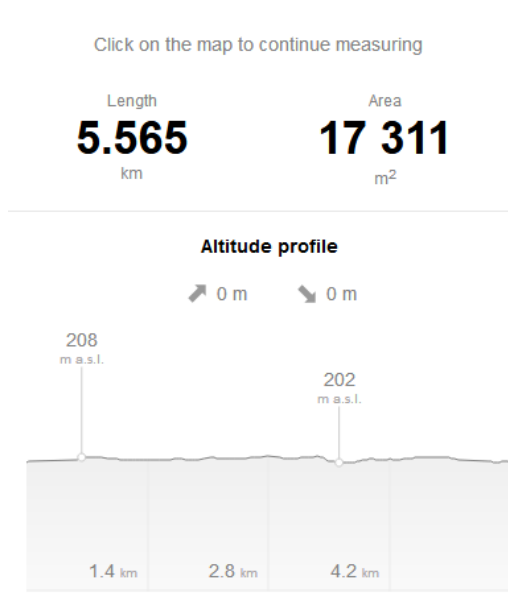 Click on the map to continue measuring
Length
Area
5.565
17 311
km
m²
Altitude profile
0 m
0 m
208
m a.s.l.
202
m a.s.l.
1.4 km
2.8 km
4.2 km